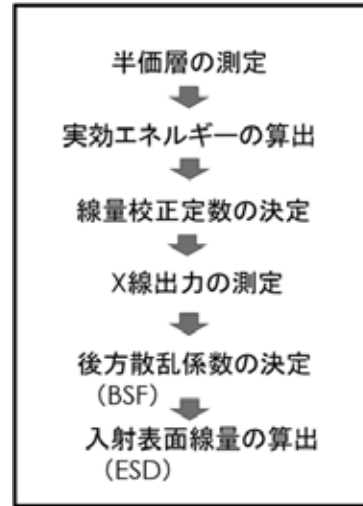 半価層の測定
実効エネルギーの算出
線量校正定数の決定
X線出力の測定
後方散乱係数の決定
（BSF）
入射表面線量の算出
（ESD）